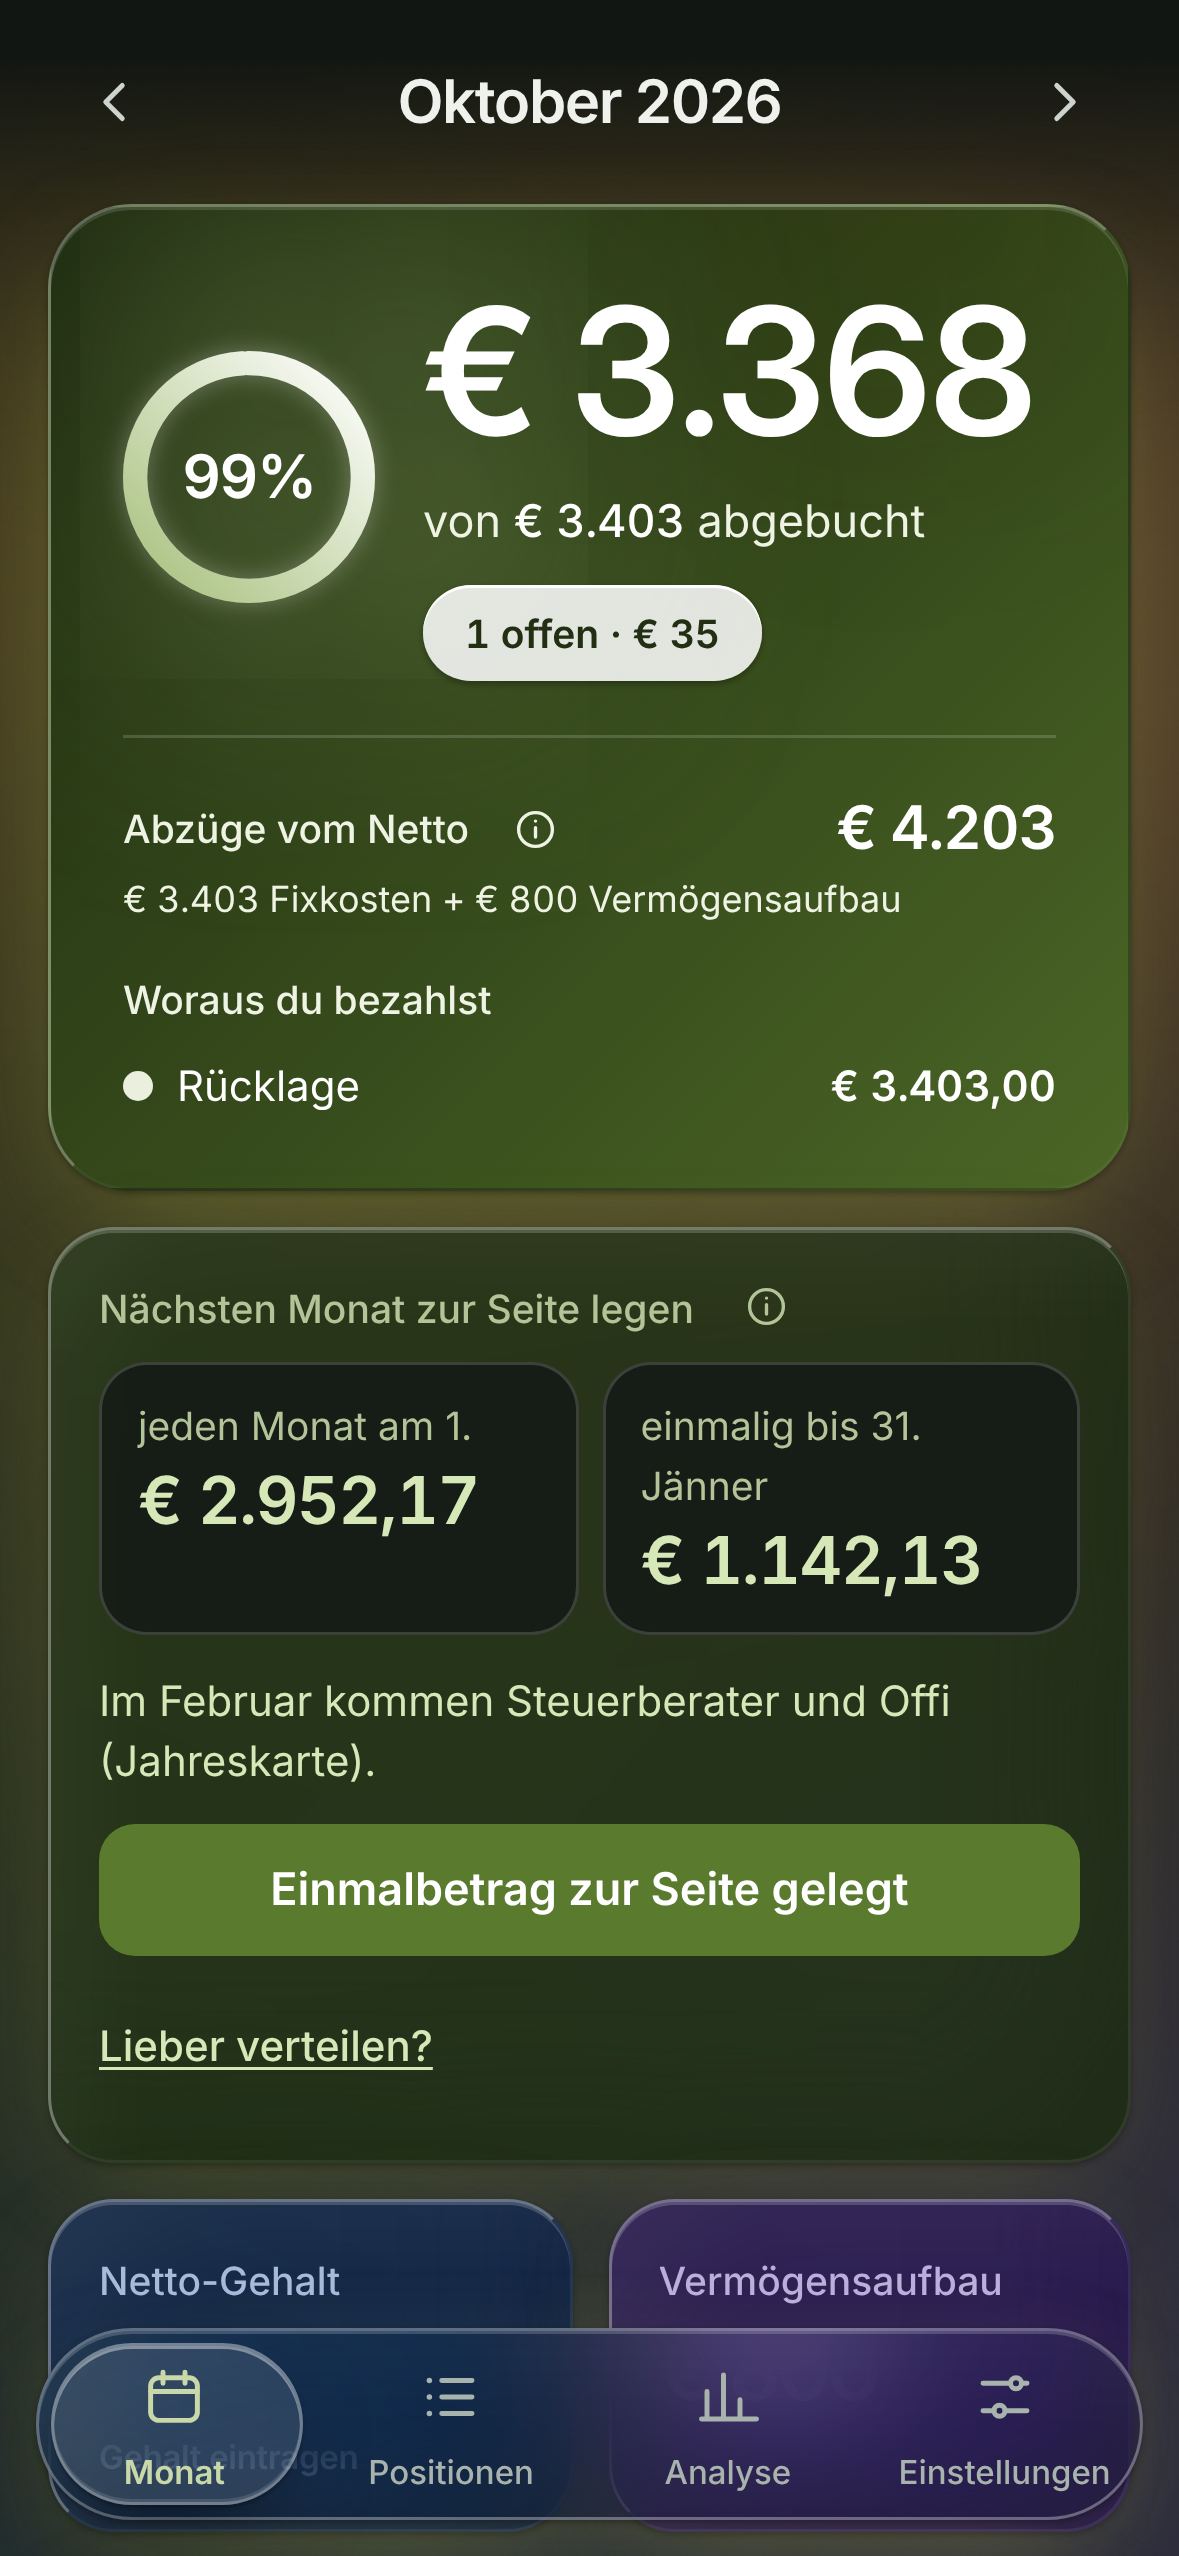 Oktober 2026
€ 3.368
99%
von € 3.403 abgebucht
1 offen · € 35
Abzüge vom Netto
€ 4.203
€ 3.403 Fixkosten + € 800 Vermögensaufbau
Woraus du bezahlst
Rücklage
€ 3.403,00
Nächsten Monat zur Seite legen
jeden Monat am 1.
€ 2.952,17
einmalig bis 31.
Jänner
€ 1.142,13
Im Februar kommen Steuerberater und Offi
(Jahreskarte).
Einmalbetrag zur Seite gelegt
Lieber verteilen?
Netto-Gehalt
Vermögensaufbau
Gehalt eintragen
Monat
Positionen
Analyse
Einstellungen